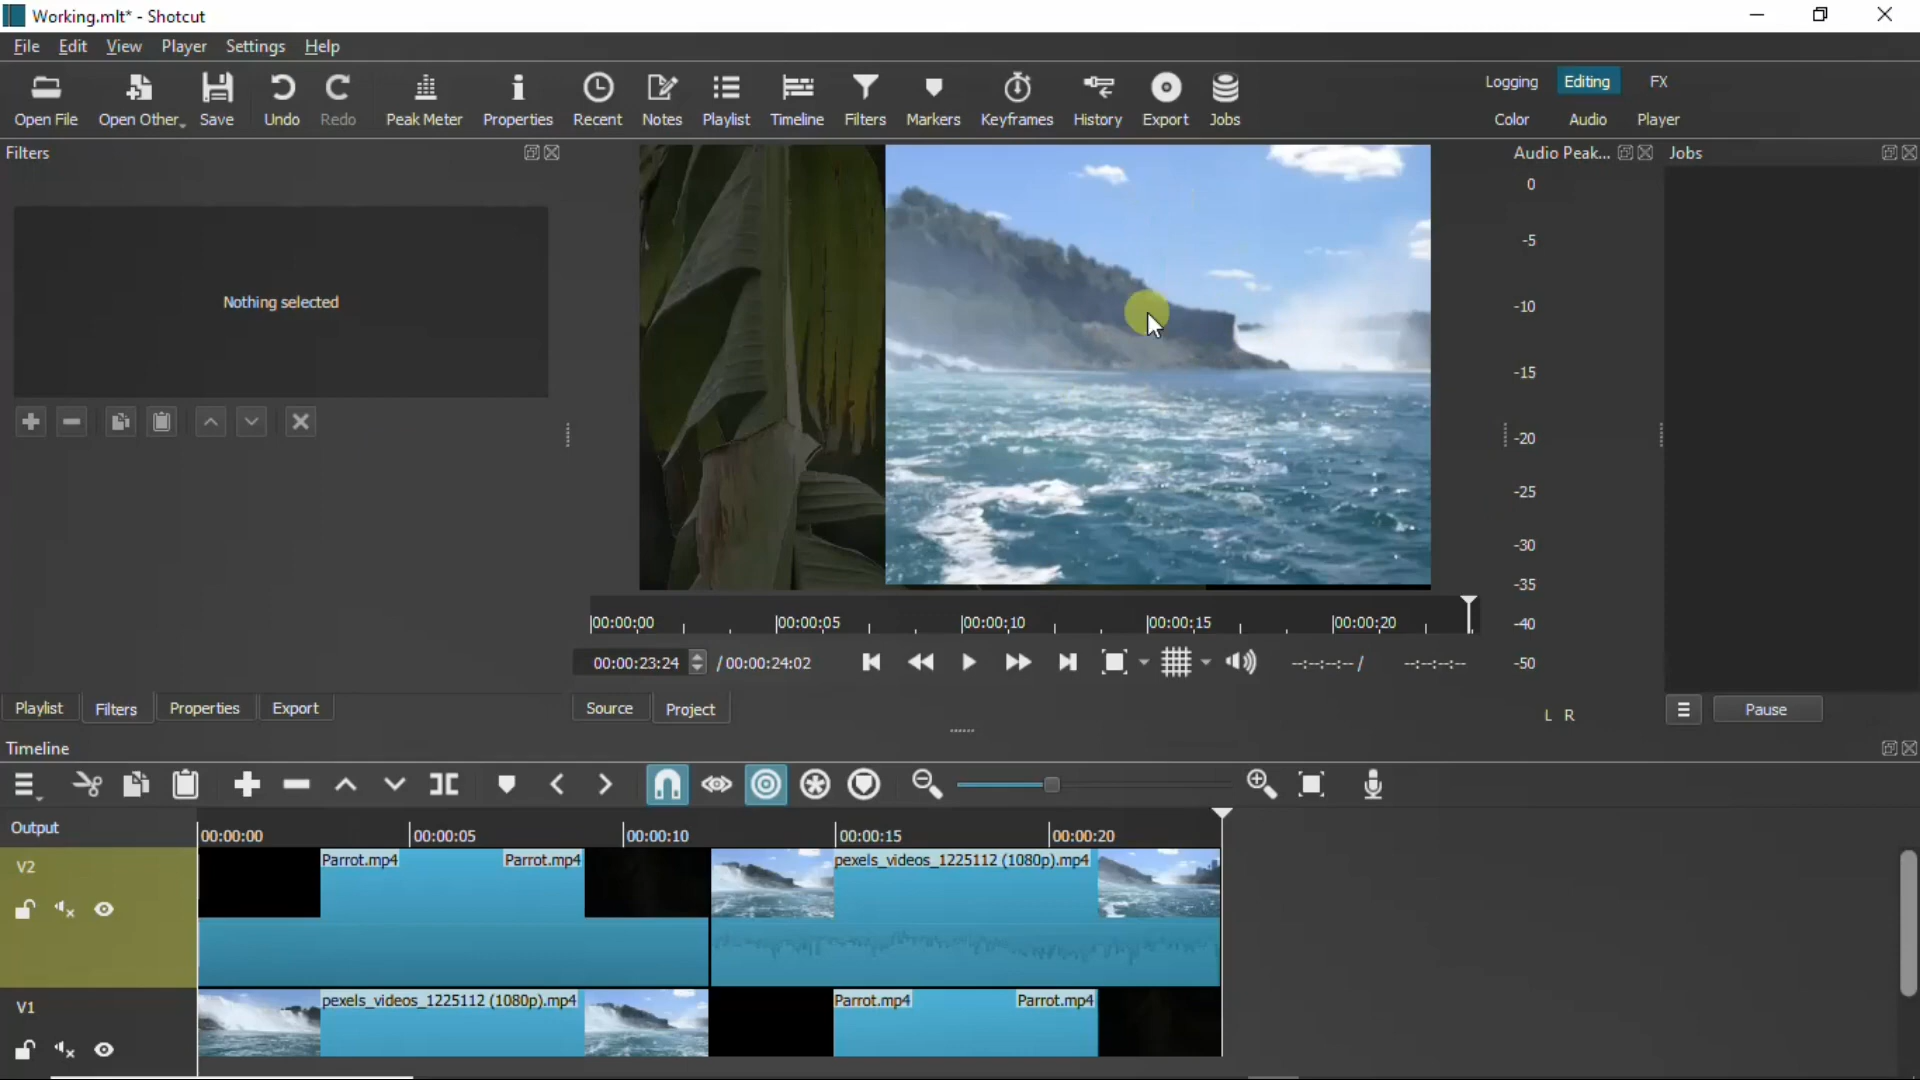 Working.mlt* - Shotcut
File Edit View Player Settings Help
Open File Open Other Save Undo Redo Peak Meter Properties Recent Notes Playlist Timeline Filters Markers Keyframes History Export Jobs
Logging Editing FX
Color Audio Player
Filters
Nothing selected
Audio Peak... Jobs
0
-5
-10
-15
-20
-25
-30
-35
-40
-50
L R
Pause
00:00:00 00:00:05 00:00:10 00:00:15 00:00:20
00:00:23:24 / 00:00:24:02 --:--:--:-- / --:--:--:--
Playlist Filters Properties Export
Source Project
Timeline
Output 00:00:00 00:00:05 00:00:10 00:00:15 00:00:20
V2 Parrot.mp4 Parrot.mp4 pexels_videos_1225112 (1080p).mp4
V1 pexels_videos_1225112 (1080p).mp4 Parrot.mp4 Parrot.mp4